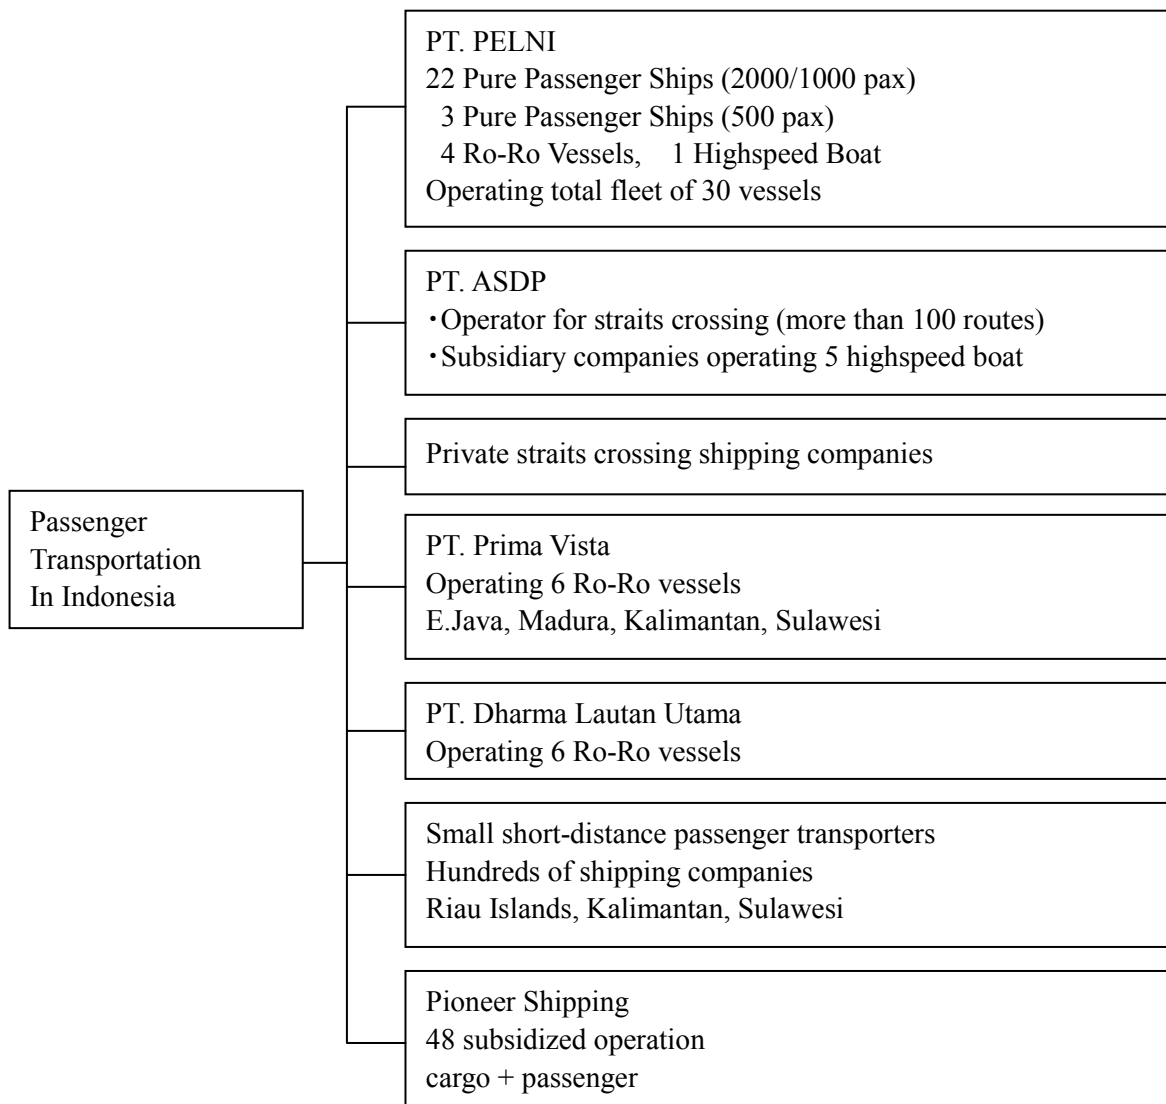 PT. PELNI
22 Pure Passenger Ships (2000/1000 pax)
3 Pure Passenger Ships (500 pax)
4 Ro-Ro Vessels, 1 Highspeed Boat
Operating total fleet of 30 vessels
PT. ASDP
・Operator for straits crossing (more than 100 routes)
・Subsidiary companies operating 5 highspeed boat
Private straits crossing shipping companies
Passenger
Transportation
In Indonesia
PT. Prima Vista
Operating 6 Ro-Ro vessels
E.Java, Madura, Kalimantan, Sulawesi
PT. Dharma Lautan Utama
Operating 6 Ro-Ro vessels
Small short-distance passenger transporters
Hundreds of shipping companies
Riau Islands, Kalimantan, Sulawesi
Pioneer Shipping
48 subsidized operation
cargo + passenger